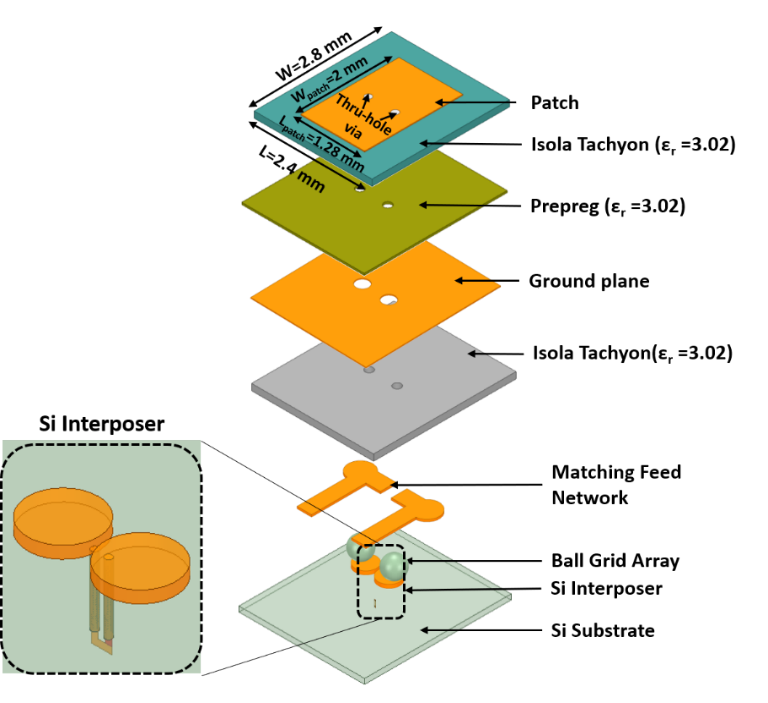 W=2.8 mm
Wpatch=2 mm
Thru-hole
via
Lpatch=1.28 mm
L=2.4 mm
Patch
Isola Tachyon (εr =3.02)
Prepreg (εr =3.02)
Ground plane
Isola Tachyon(εr =3.02)
Si Interposer
Matching Feed
Network
Ball Grid Array
Si Interposer
Si Substrate